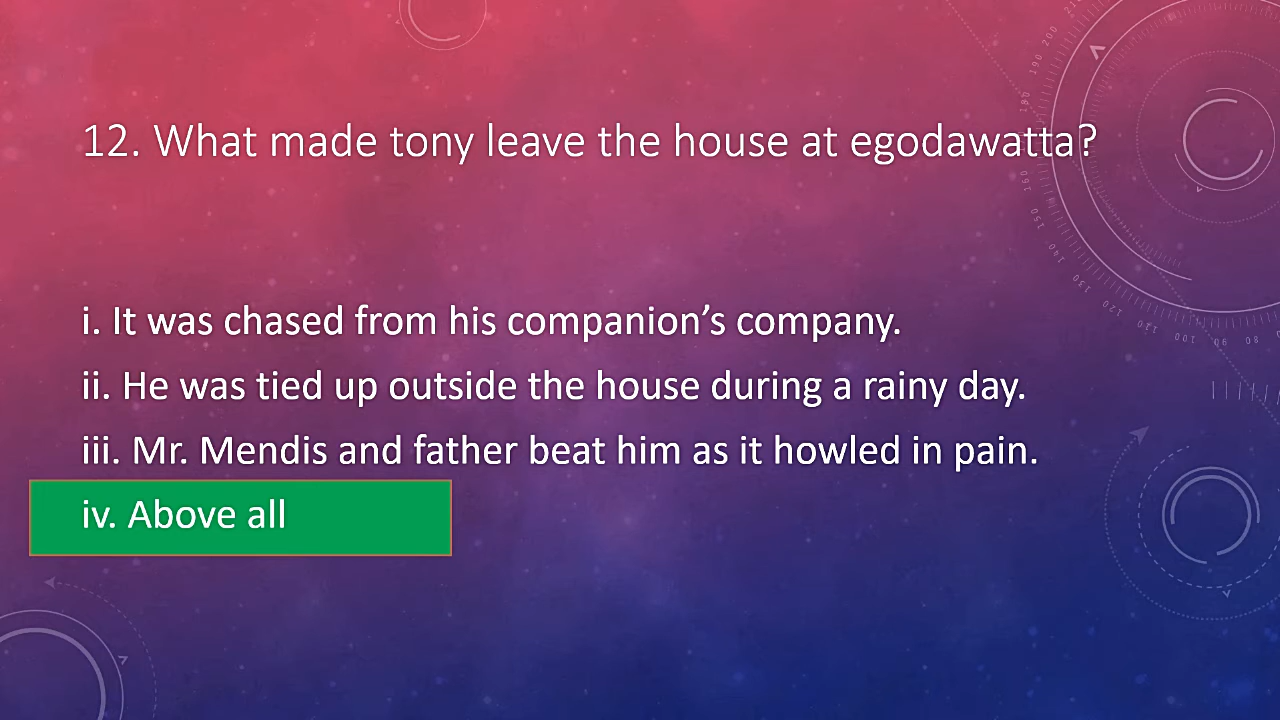 12. What made tony leave the house at egodawatta?
i. It was chased from his companion’s company.
ii. He was tied up outside the house during a rainy day.
iii. Mr. Mendis and father beat him as it howled in pain.
iv. Above all